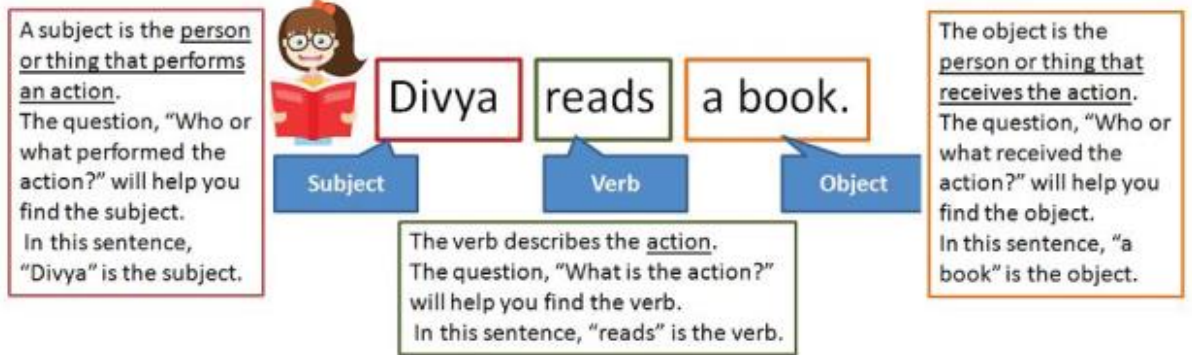 A subject is the person
or thing that performs
an action.
The question, “Who or
what performed the
action?” will help you
find the subject.
In this sentence,
“Divya” is the subject.
Divya reads a book.
Subject Verb Object
The verb describes the action.
The question, “What is the action?”
will help you find the verb.
In this sentence, “reads” is the verb.
The object is the
person or thing that
receives the action.
The question, “Who or
what received the
action?” will help you
find the object.
In this sentence, “a
book” is the object.